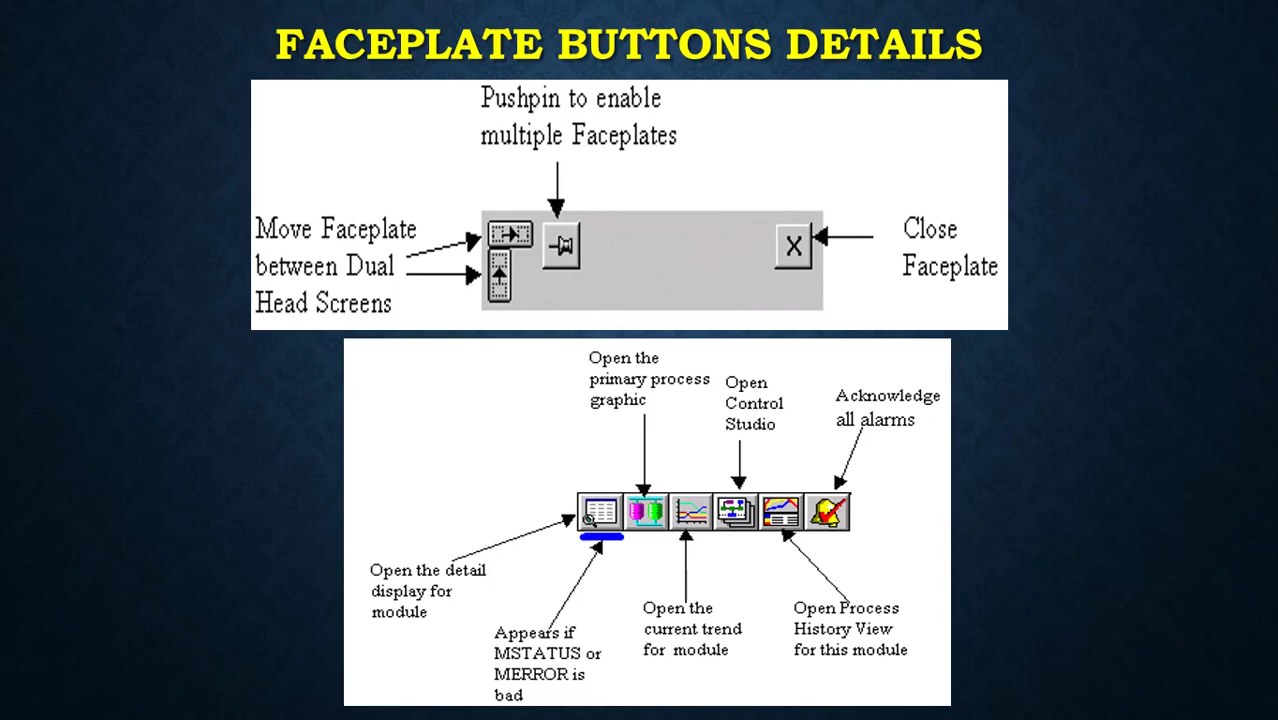 FACEPLATE BUTTONS DETAILS
Pushpin to enable
multiple Faceplates
Move Faceplate
between Dual
Head Screens
X
Close
Faceplate
Open the
primary process
graphic
Open
Control
Studio
Acknowledge
all alarms
Open the detail
display for
module
Appears if
MSTATUS or
MERROR is
bad
Open the
current trend
for module
Open Process
History View
for this module